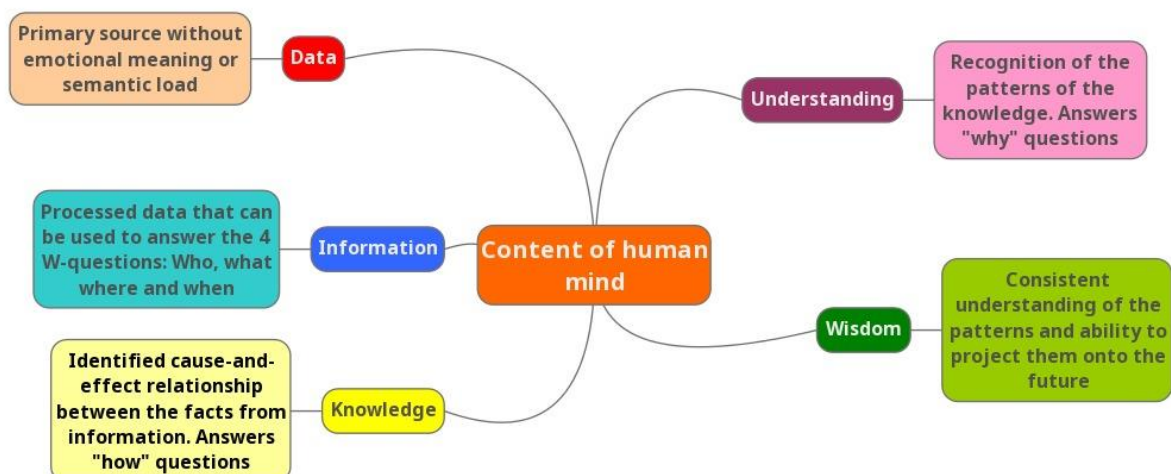 Content of human
mind
Data
Primary source without
emotional meaning or
semantic load
Information
Processed data that can
be used to answer the 4
W-questions: Who, what
where and when
Knowledge
Identified cause-and-
effect relationship
between the facts from
information. Answers
"how" questions
Understanding
Recognition of the
patterns of the
knowledge. Answers
"why" questions
Wisdom
Consistent
understanding of the
patterns and ability to
project them onto the
future